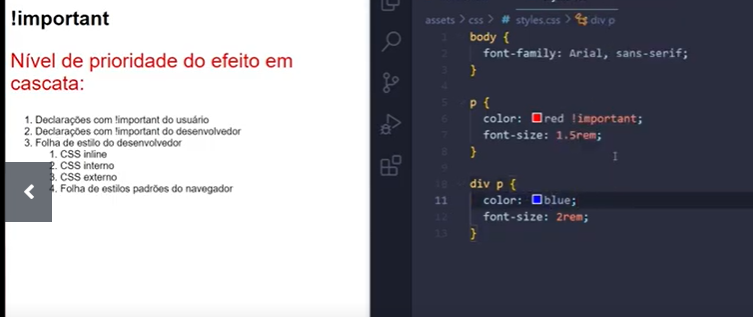 !important
Nível de prioridade do efeito em
cascata:
1. Declarações com !important do usuário
2. Declarações com !important do desenvolvedor
3. Folha de estilo do desenvolvedor
1. CSS inline
2. CSS interno
3. CSS externo
4. Folha de estilos padrões do navegador
assets > css > # styles.css > div p
1 body {
2 font-family: Arial, sans-serif;
3 }
4
5 p {
6 color: red !important;
7 font-size: 1.5rem;
8 }
9
10 div p {
11 color: blue;
12 font-size: 2rem;
13 }